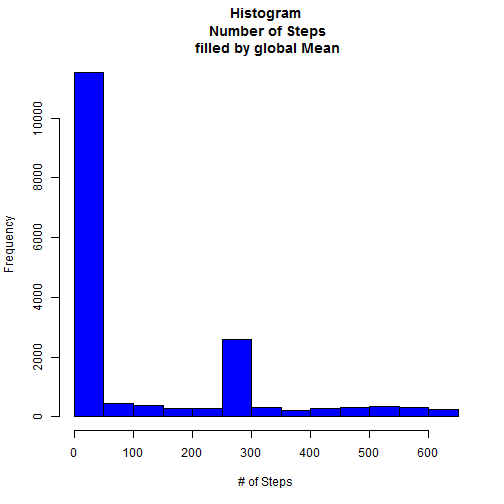 Histogram
Number of Steps
filled by global Mean
Frequency
10000
8000
6000
4000
2000
0
0 100 200 300 400 500 600
# of Steps